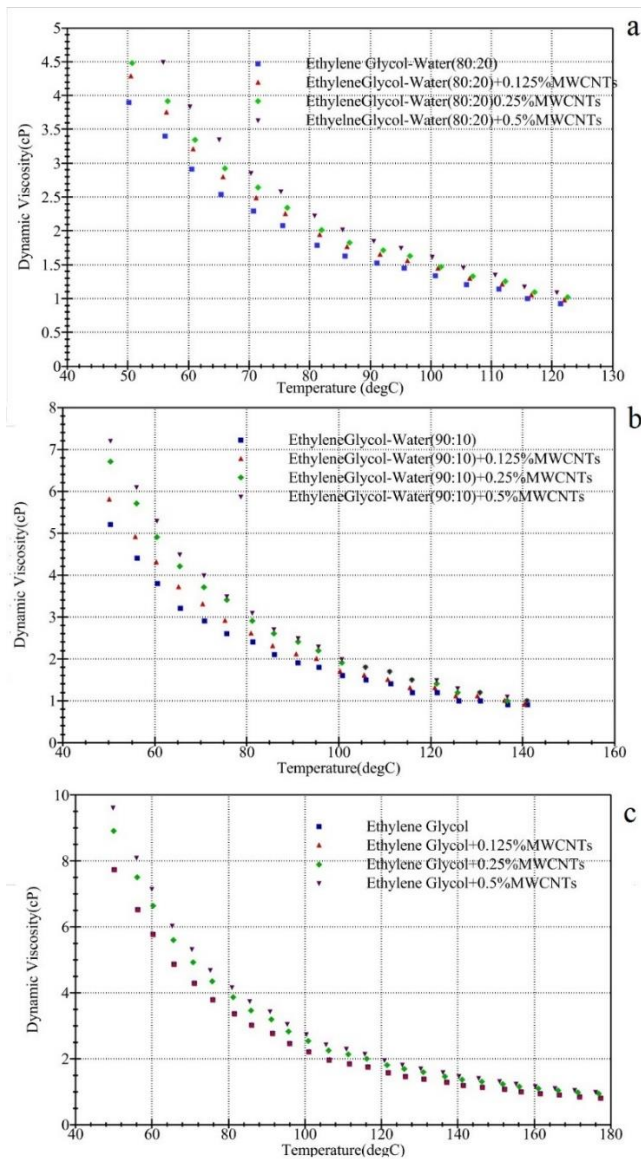 a
5
4.5
4
3.5
3
2.5
2
1.5
1
0.5
0
Dynamic Viscosity(cP)
Ethylene Glycol-Water(80:20)
EthyleneGlycol-Water(80:20)+0.125%MWCNTs
EthyleneGlycol-Water(80:20)0.25%MWCNTs
EthyelneGlycol-Water(80:20)+0.5%MWCNTs
40 50 60 70 80 90 100 110 120 130
Temperature (degC)
b
8
7
6
5
4
3
2
1
0
Dynamic Viscosity(cP)
EthyleneGlycol-Water(90:10)
EthyleneGlycol-Water(90:10)+0.125%MWCNTs
EthyleneGlycol-Water(90:10)+0.25%MWCNTs
EthyleneGlycol-Water(90:10)+0.5%MWCNTs
40 60 80 100 120 140 160
Temperature(degC)
c
10
8
6
4
2
0
Dynamic Viscosity(cP)
Ethylene Glycol
Ethylene Glycol+0.125%MWCNTs
Ethylene Glycol+0.25%MWCNTs
Ethylene Glycol+0.5%MWCNTs
40 60 80 100 120 140 160 180
Temperature(degC)